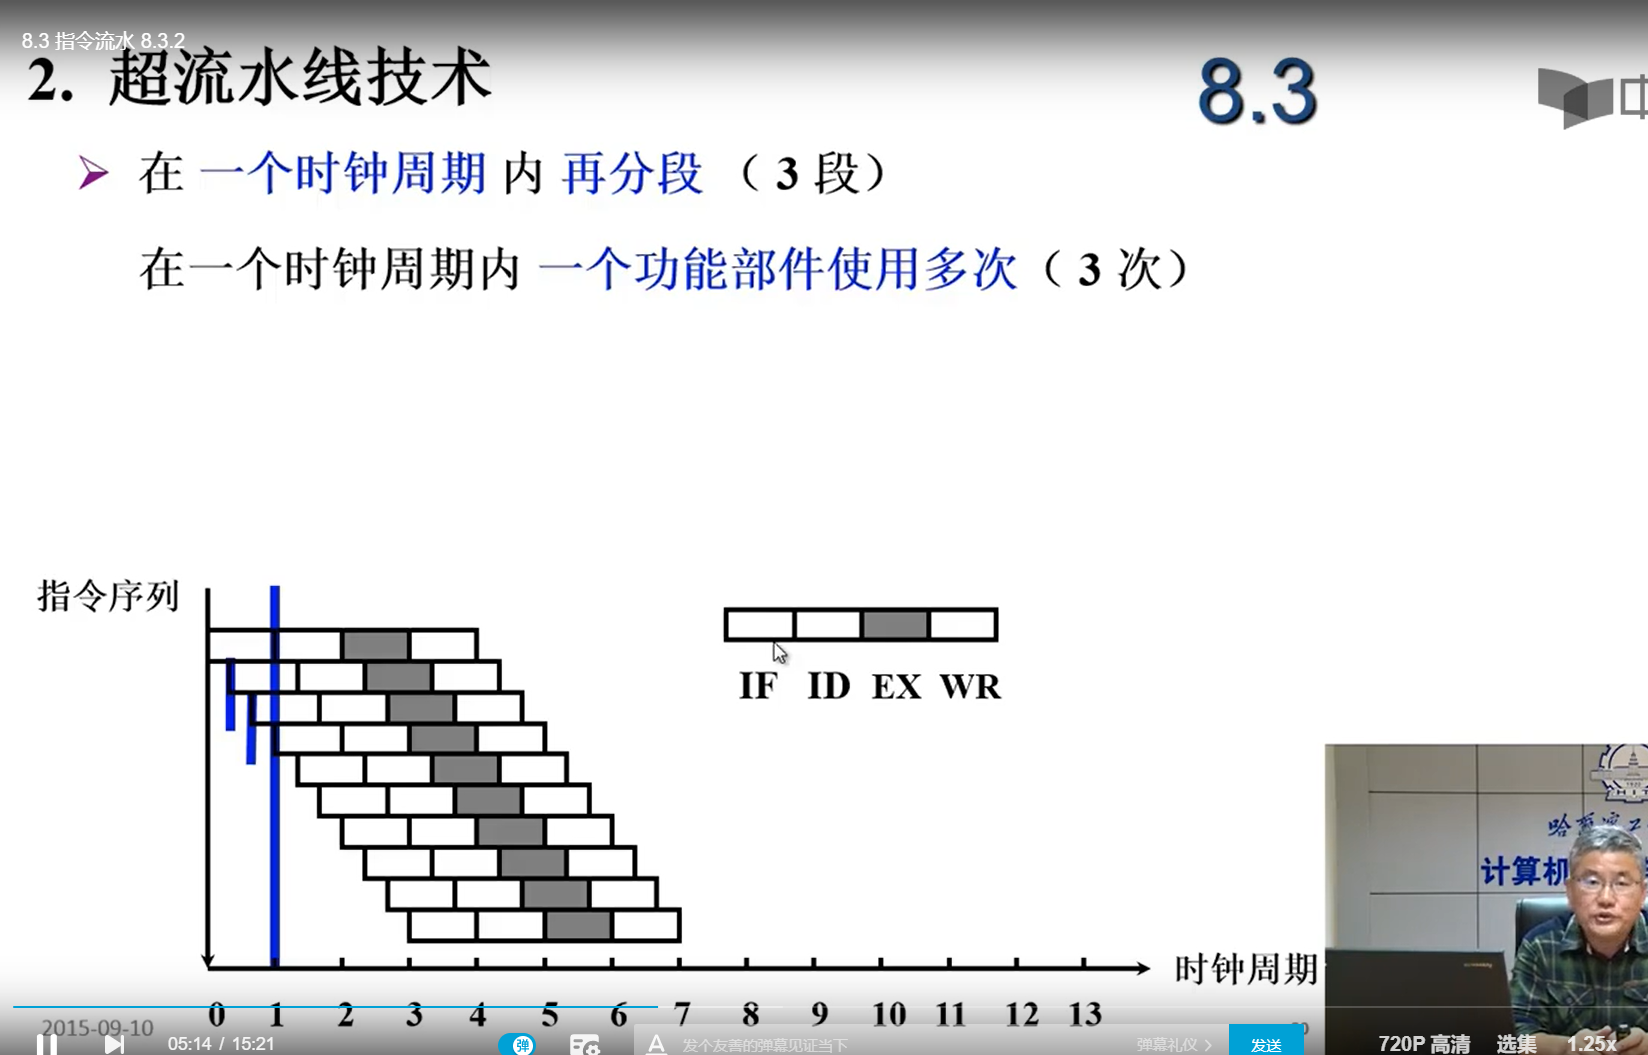 8.3 指令流水 8.3.2
2. 超流水线技术
8.3
中
在 一个时钟周期 内 再分段 （ 3 段）
在一个时钟周期内 一个功能部件使用多次（ 3 次）
指令序列
IF ID EX WR
计算机
时钟周期
0 1 2 3 4 5 6 7 8 9 10 11 12 13
2015-09-10
05:14 / 15:21
弹
A 发个友善的弹幕见证当下
弹幕礼仪 >
发送
720P 高清
选集
1.25x